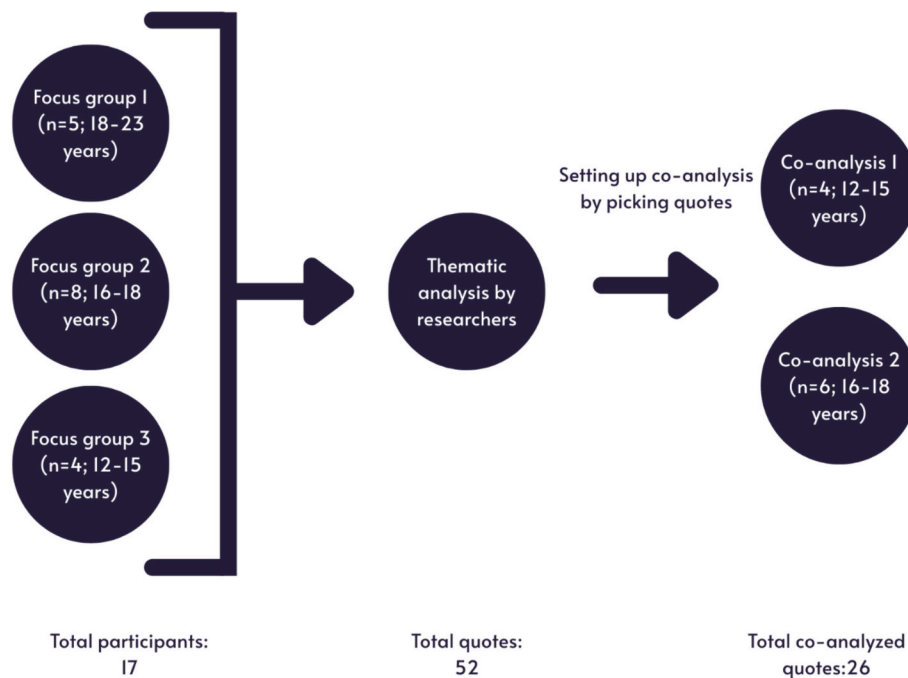 Focus group 1
(n=5; 18-23
years)
Focus group 2
(n=8; 16-18
years)
Focus group 3
(n=4; 12-15
years)
Thematic
analysis by
researchers
Setting up co-analysis
by picking quotes
Co-analysis 1
(n=4; 12-15
years)
Co-analysis 2
(n=6; 16-18
years)
Total participants:
17
Total quotes:
52
Total co-analyzed
quotes:26